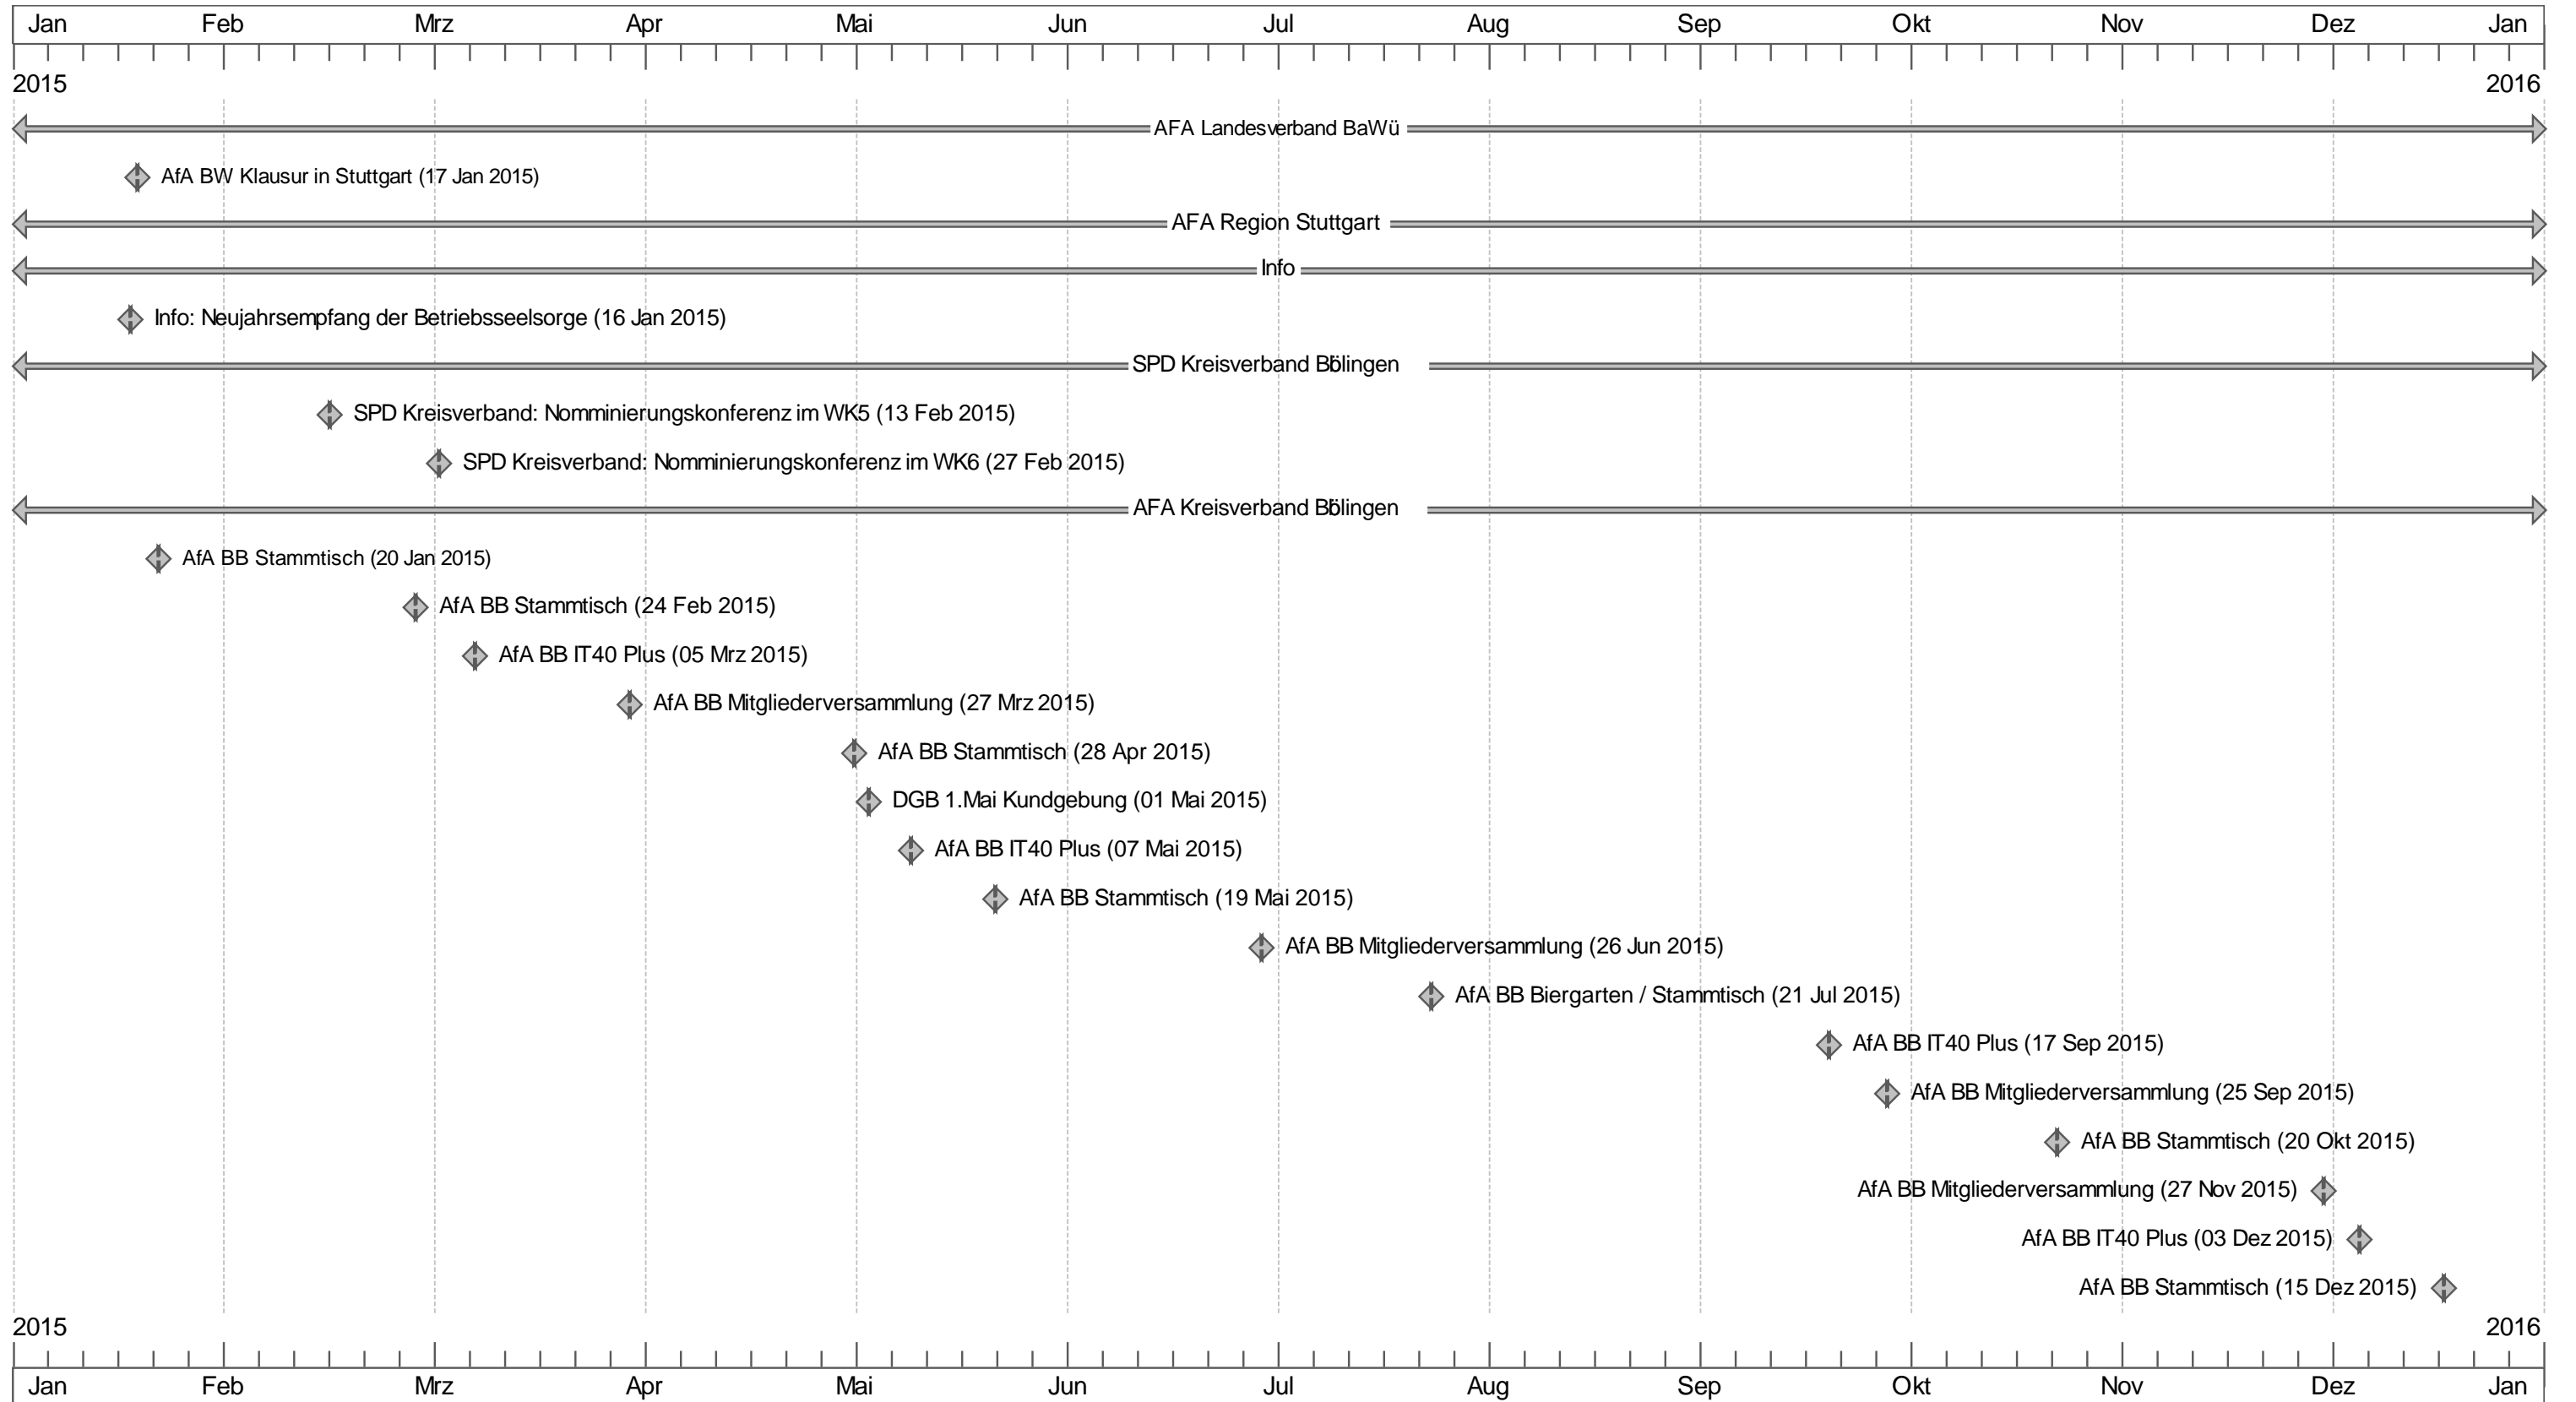 Jan Feb Mrz Apr Mai Jun Jul Aug Sep Okt Nov Dez Jan
2015 2016
AFA Landesverband BaWü
AfA BW Klausur in Stuttgart (17 Jan 2015)
AFA Region Stuttgart
Info
Info: Neujahrsempfang der Betriebsseelsorge (16 Jan 2015)
SPD Kreisverband Böblingen
SPD Kreisverband: Nomminierungskonferenz im WK5 (13 Feb 2015)
SPD Kreisverband: Nomminierungskonferenz im WK6 (27 Feb 2015)
AFA Kreisverband Böblingen
AfA BB Stammtisch (20 Jan 2015)
AfA BB Stammtisch (24 Feb 2015)
AfA BB IT40 Plus (05 Mrz 2015)
AfA BB Mitgliederversammlung (27 Mrz 2015)
AfA BB Stammtisch (28 Apr 2015)
DGB 1.Mai Kundgebung (01 Mai 2015)
AfA BB IT40 Plus (07 Mai 2015)
AfA BB Stammtisch (19 Mai 2015)
AfA BB Mitgliederversammlung (26 Jun 2015)
AfA BB Biergarten / Stammtisch (21 Jul 2015)
AfA BB IT40 Plus (17 Sep 2015)
AfA BB Mitgliederversammlung (25 Sep 2015)
AfA BB Stammtisch (20 Okt 2015)
AfA BB Mitgliederversammlung (27 Nov 2015)
AfA BB IT40 Plus (03 Dez 2015)
AfA BB Stammtisch (15 Dez 2015)
2015 2016
Jan Feb Mrz Apr Mai Jun Jul Aug Sep Okt Nov Dez Jan